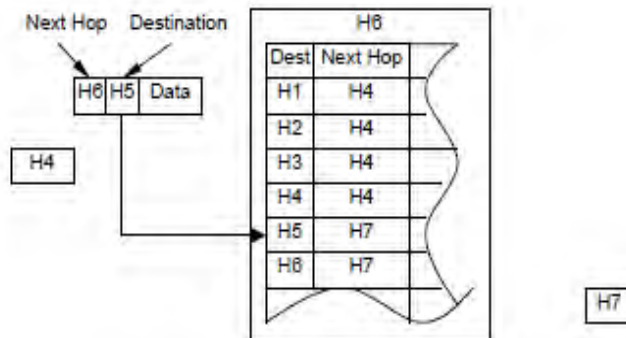 Next Hop Destination
H6 H5 Data
H4
H6
Dest Next Hop
H1 H4
H2 H4
H3 H4
H4 H4
H5 H7
H6 H7
H7